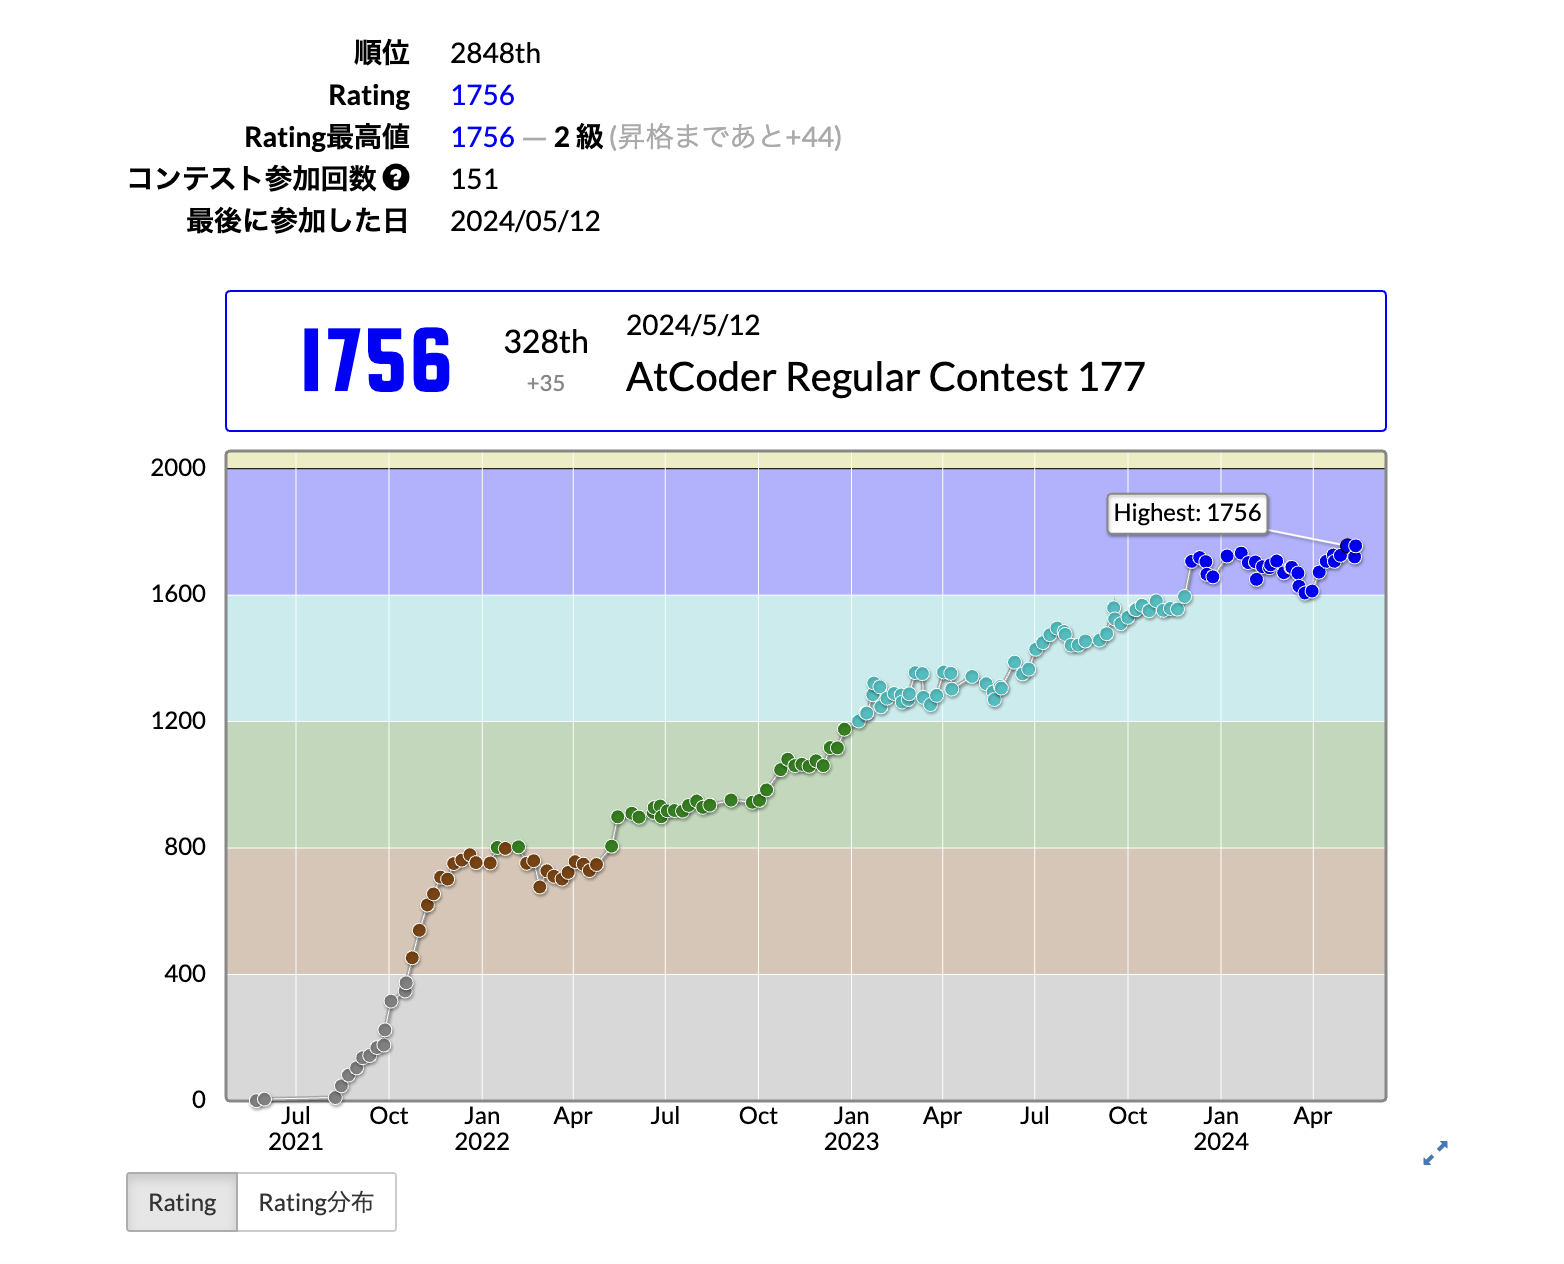 順位 2848th
Rating 1756
Rating最高値 1756 ― 2 級 (昇格まであと+44)
コンテスト参加回数 ? 151
最後に参加した日 2024/05/12
1756 328th +35 2024/5/12
AtCoder Regular Contest 177
2000
Highest: 1756
1600
1200
800
400
0
Jul Oct Jan Apr Jul Oct Jan Apr Jul Oct Jan Apr
2021 2022 2023 2024
Rating Rating分布